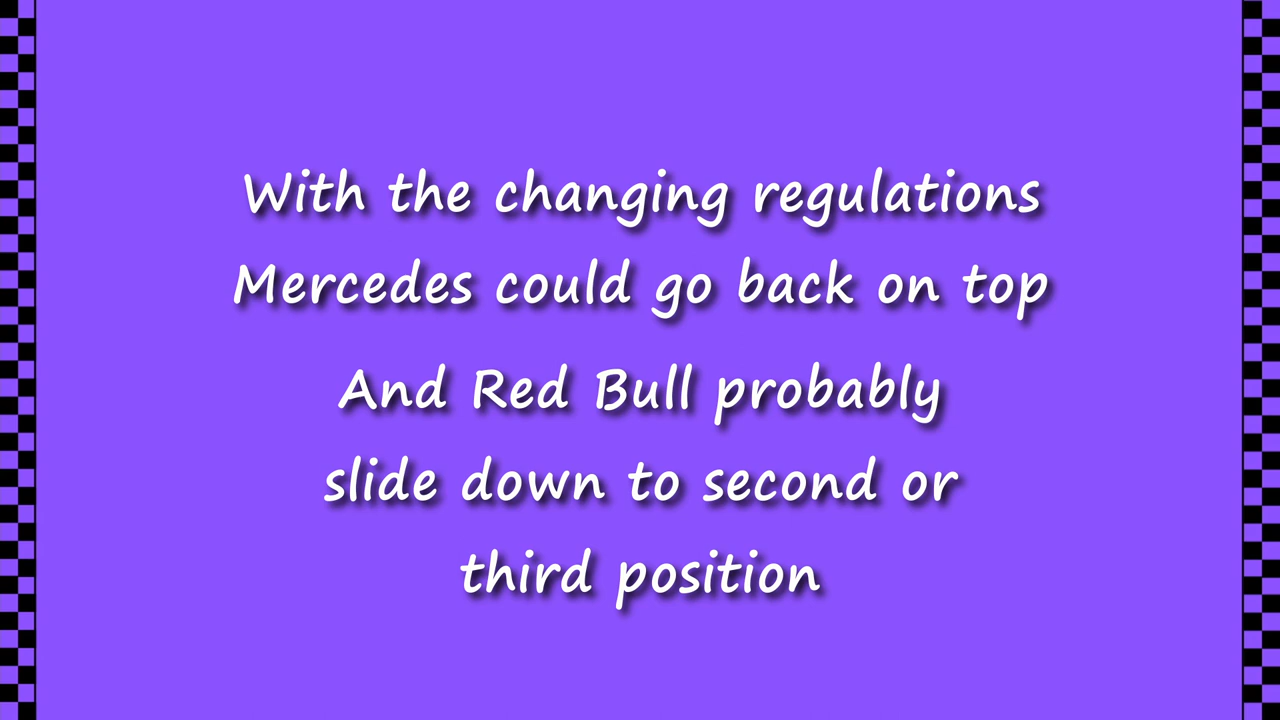 With the changing regulations
Mercedes could go back on top
And Red Bull probably
slide down to second or
third position